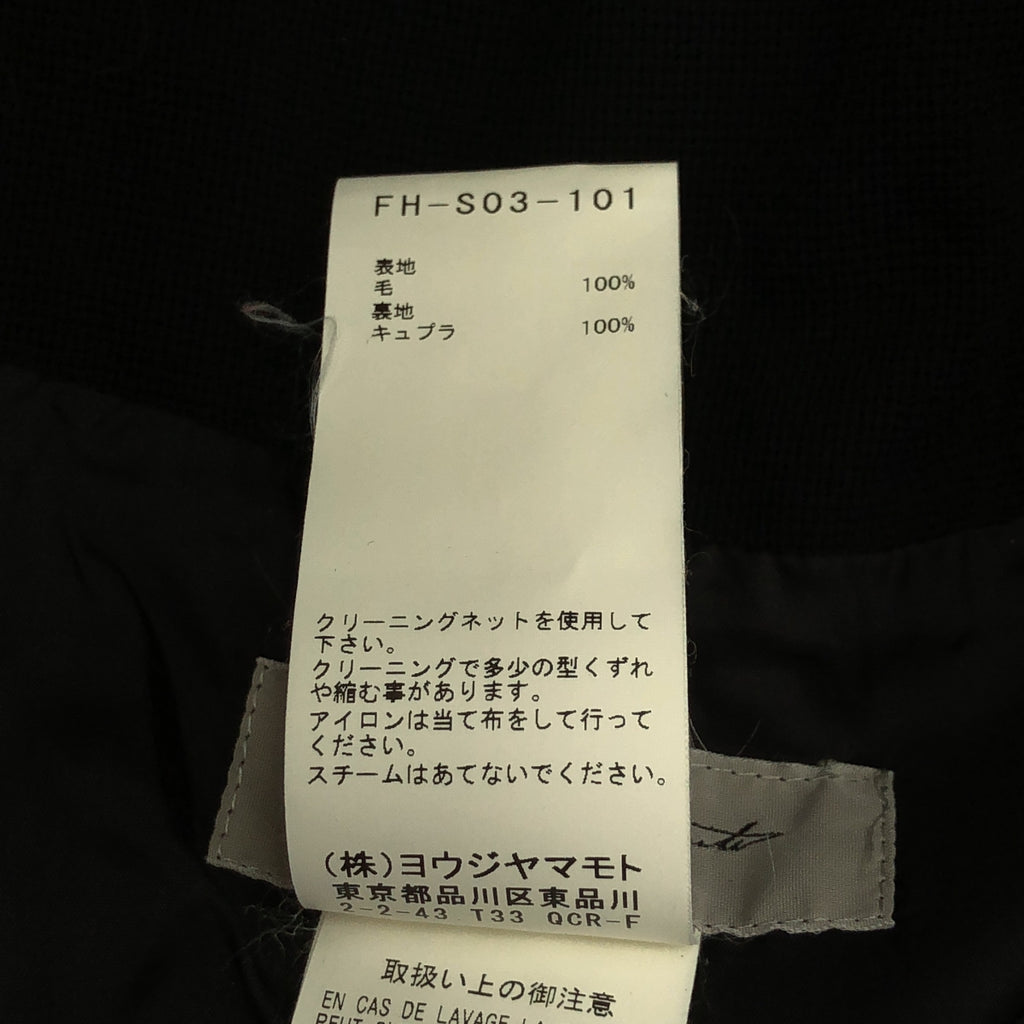 FH-S03-101
表地
毛 100%
裏地
キュプラ 100%
クリーニングネットを使用して
下さい。
クリーニングで多少の型くずれ
や縮む事があります。
アイロンは当て布をして行って
ください。
スチームはあてないでください。
(株)ヨウジヤマモト
東京都品川区東品川
2-2-43 T33 QCR-F
取扱い上の御注意
EN CAS DE LAVAGE
PEUT